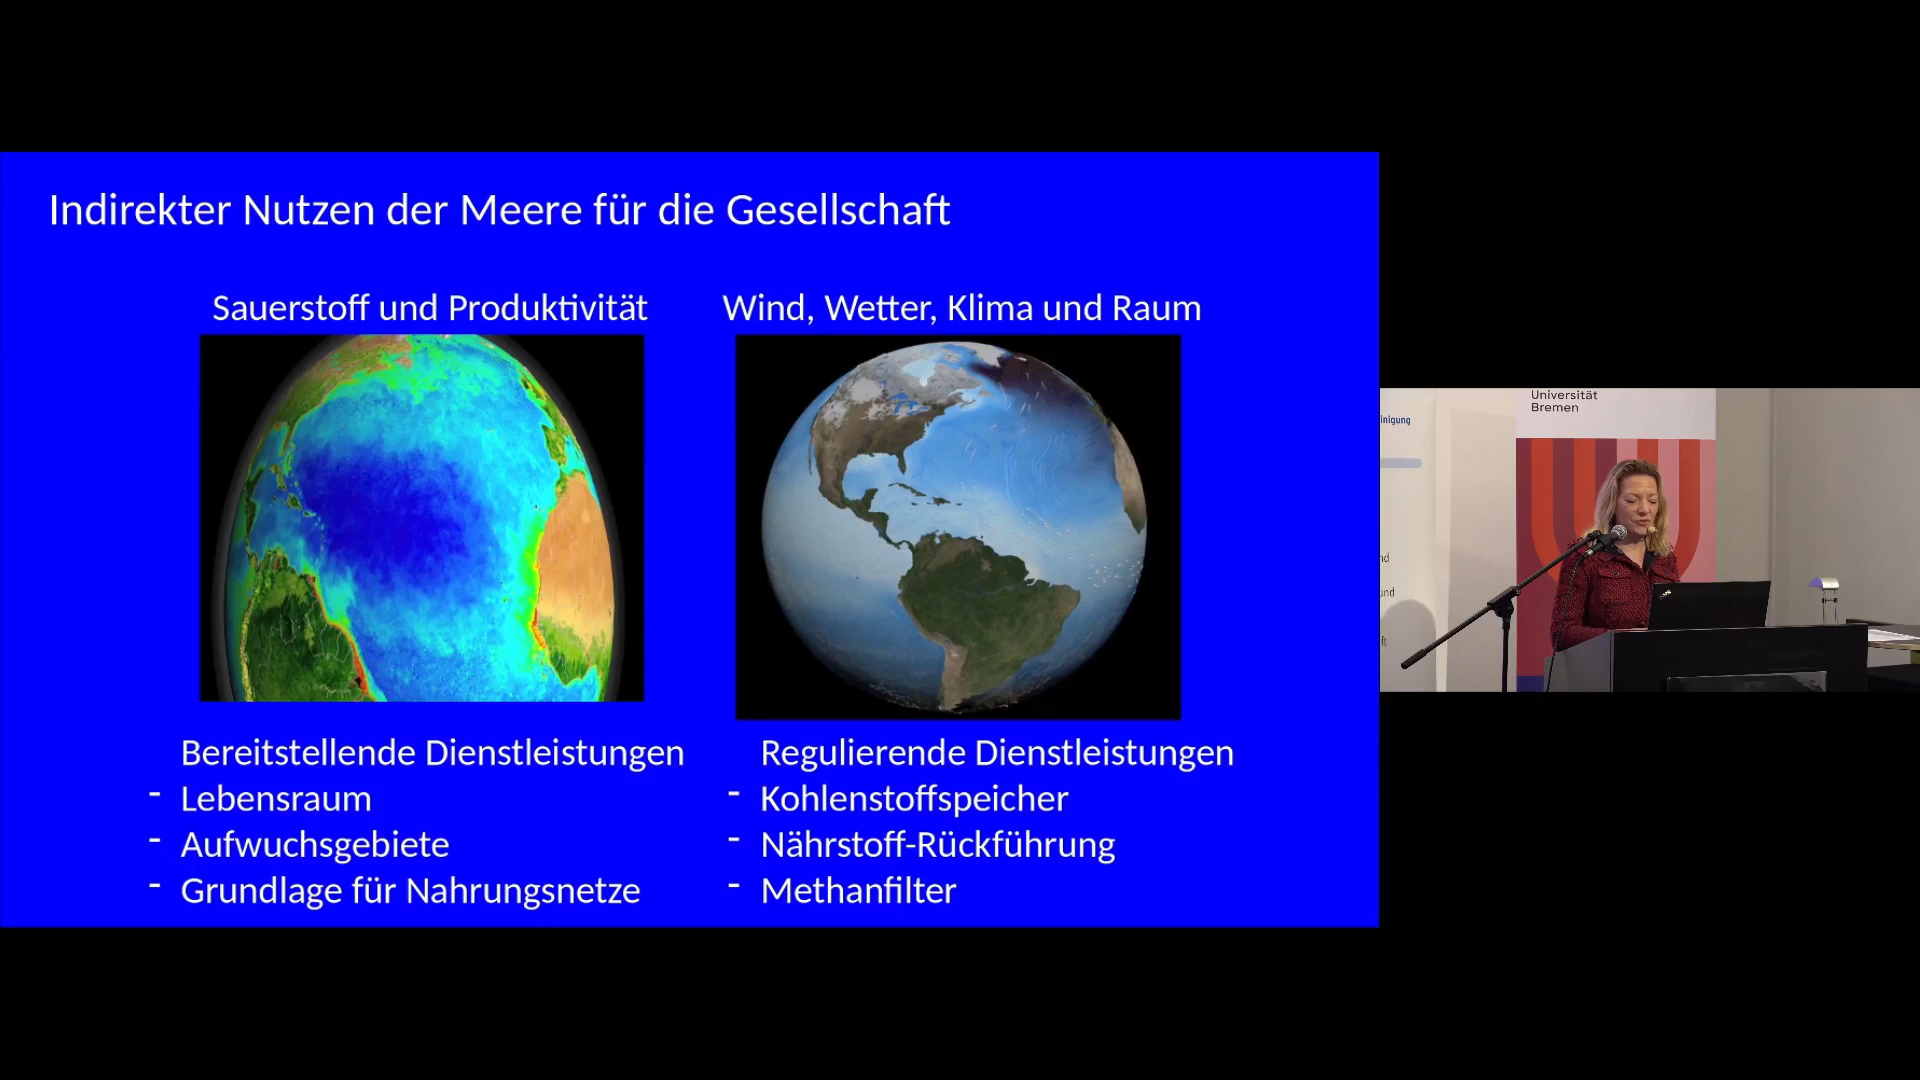 Indirekter Nutzen der Meere für die Gesellschaft
Sauerstoff und Produktivität
Wind, Wetter, Klima und Raum
Bereitstellende Dienstleistungen
- Lebensraum
- Aufwuchsgebiete
- Grundlage für Nahrungsnetze
Regulierende Dienstleistungen
- Kohlenstoffspeicher
- Nährstoff-Rückführung
- Methanfilter
Universität
Bremen